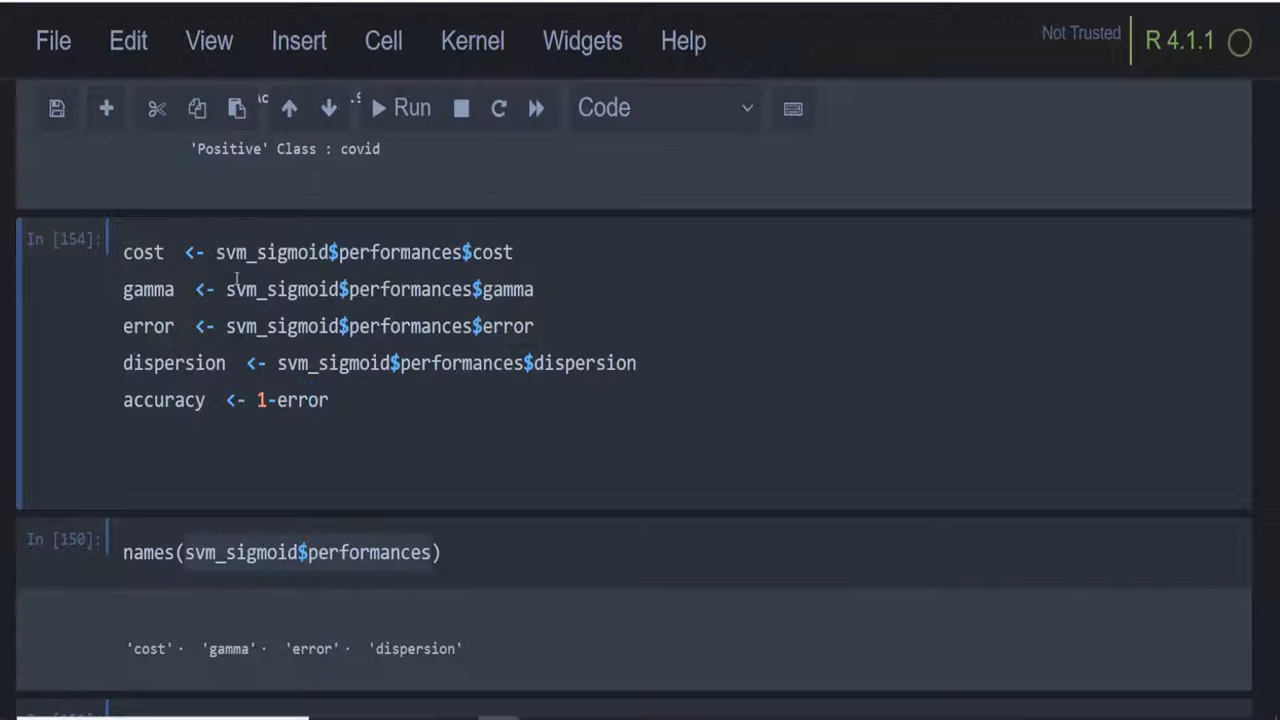 File Edit View Insert Cell Kernel Widgets Help Not Trusted R 4.1.1
Run Code
'Positive' Class : covid
In [154]:
cost <- svm_sigmoid$performances$cost
gamma <- svm_sigmoid$performances$gamma
error <- svm_sigmoid$performances$error
dispersion <- svm_sigmoid$performances$dispersion
accuracy <- 1-error
In [150]:
names(svm_sigmoid$performances)
'cost'· 'gamma'· 'error'· 'dispersion'